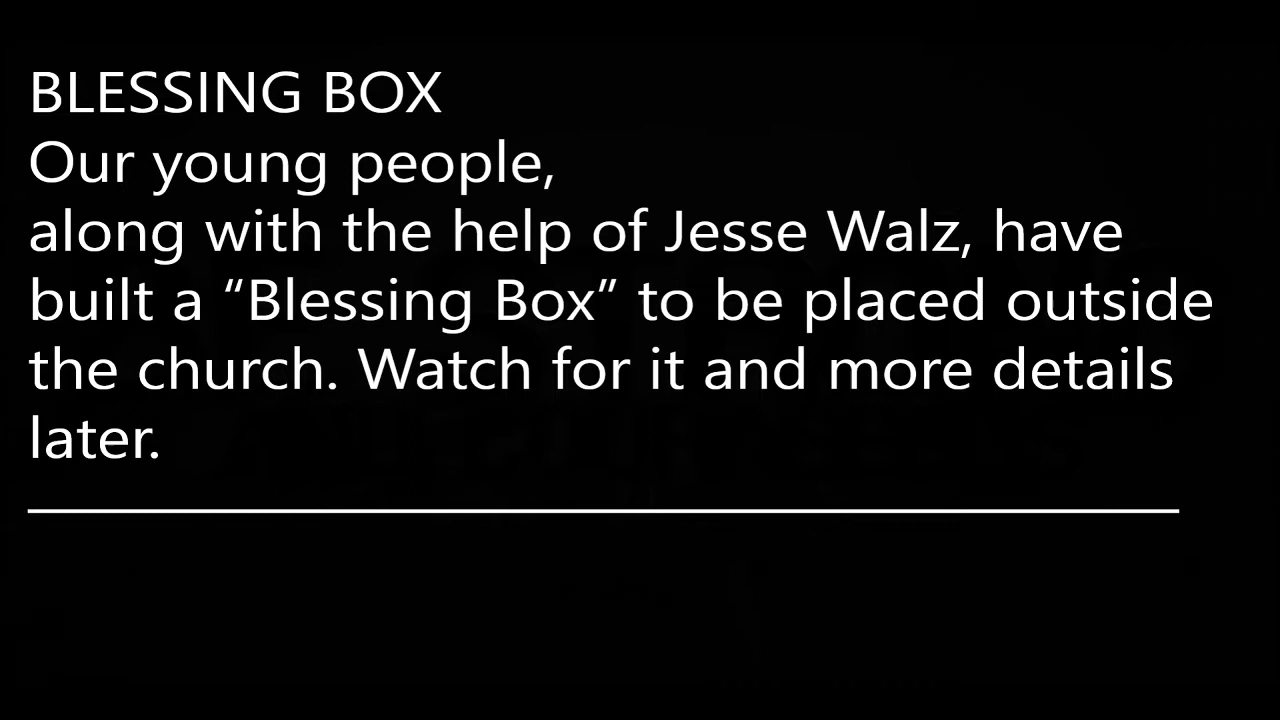 BLESSING BOX
Our young people,
along with the help of Jesse Walz, have
built a “Blessing Box” to be placed outside
the church. Watch for it and more details
later.